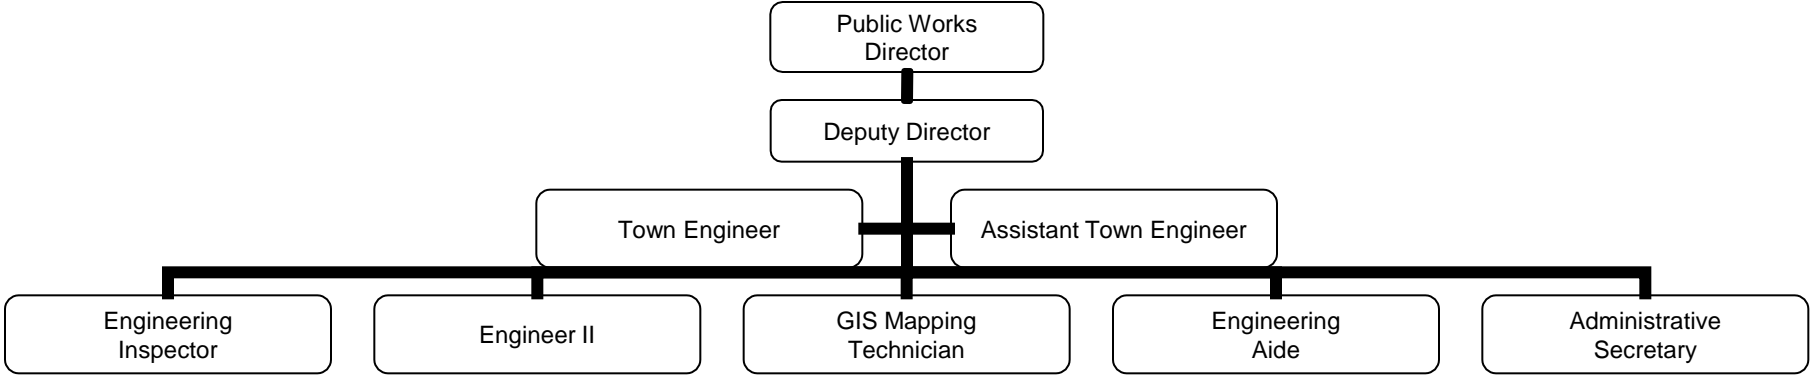 Public Works
Director
Deputy Director
Town Engineer
Assistant Town Engineer
Engineering
Inspector
Engineer II
GIS Mapping
Technician
Engineering
Aide
Administrative
Secretary